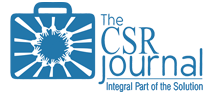 The
CSR
journal
Integral Part of the Solution